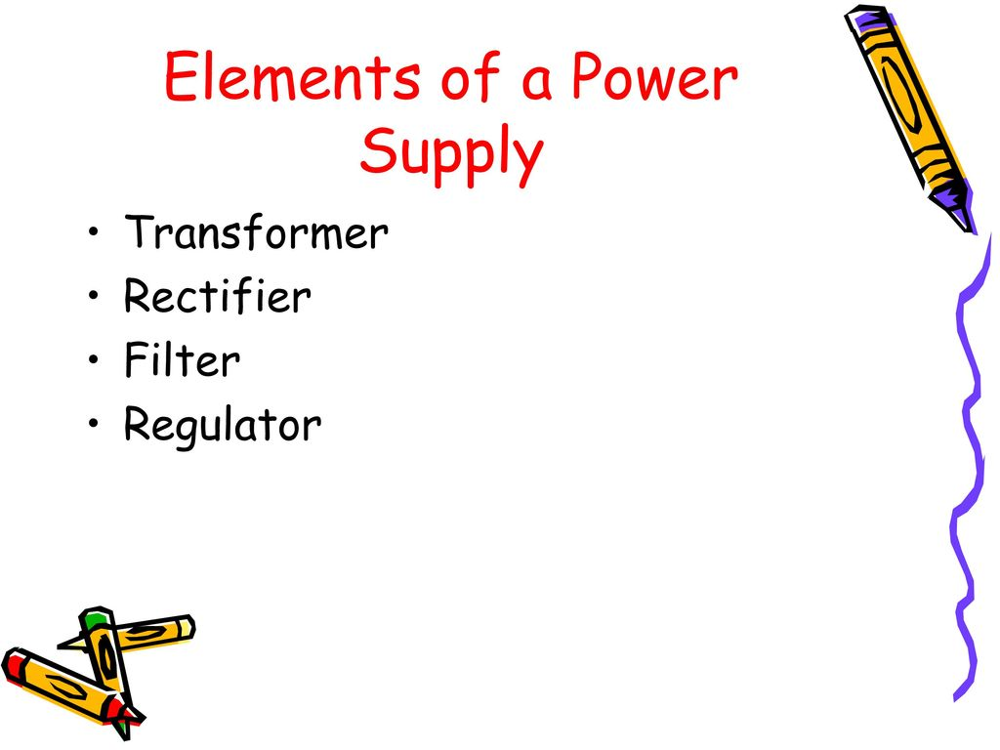 Elements of a Power
Supply
• Transformer
• Rectifier
• Filter
• Regulator